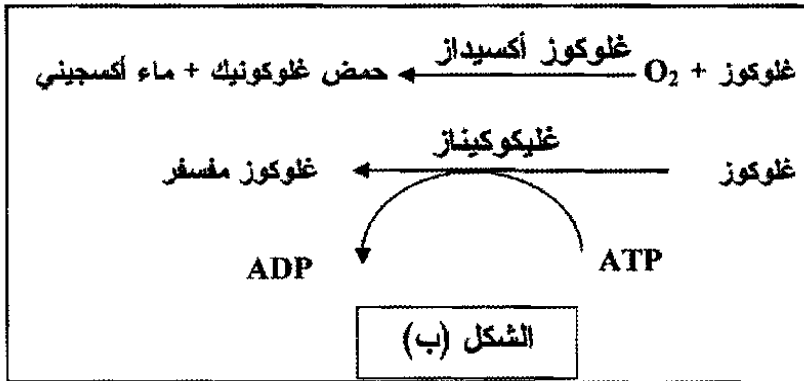 غلوكوز أكسيداز
غلوكوز + O₂ ← حمض غلوكونيك + ماء أكسجيني
غليكوكيناز
غلوكوز ← غلوكوز مفسفر
ATP ADP
الشكل (ب)